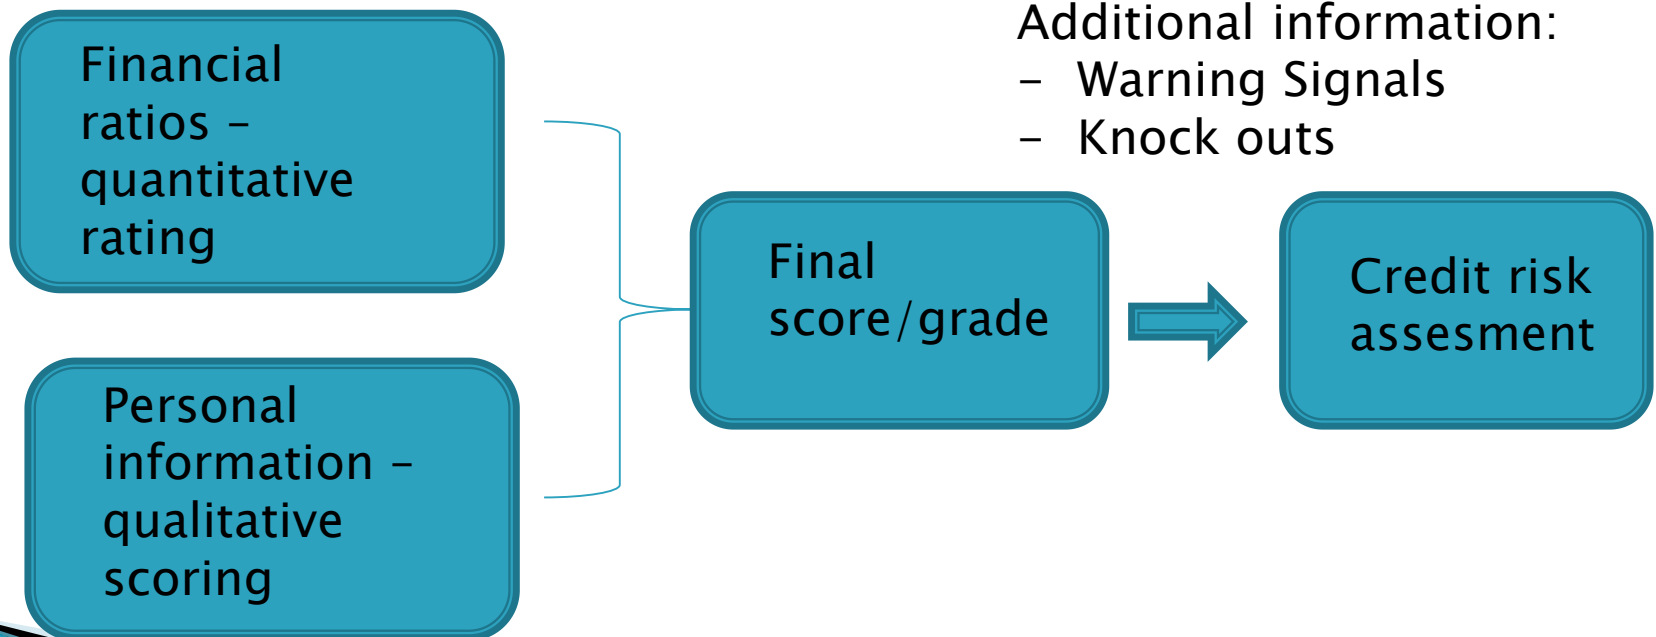 Financial
ratios –
quantitative
rating
Personal
information –
qualitative
scoring
Final
score/grade
Additional information:
– Warning Signals
– Knock outs
Credit risk
assesment